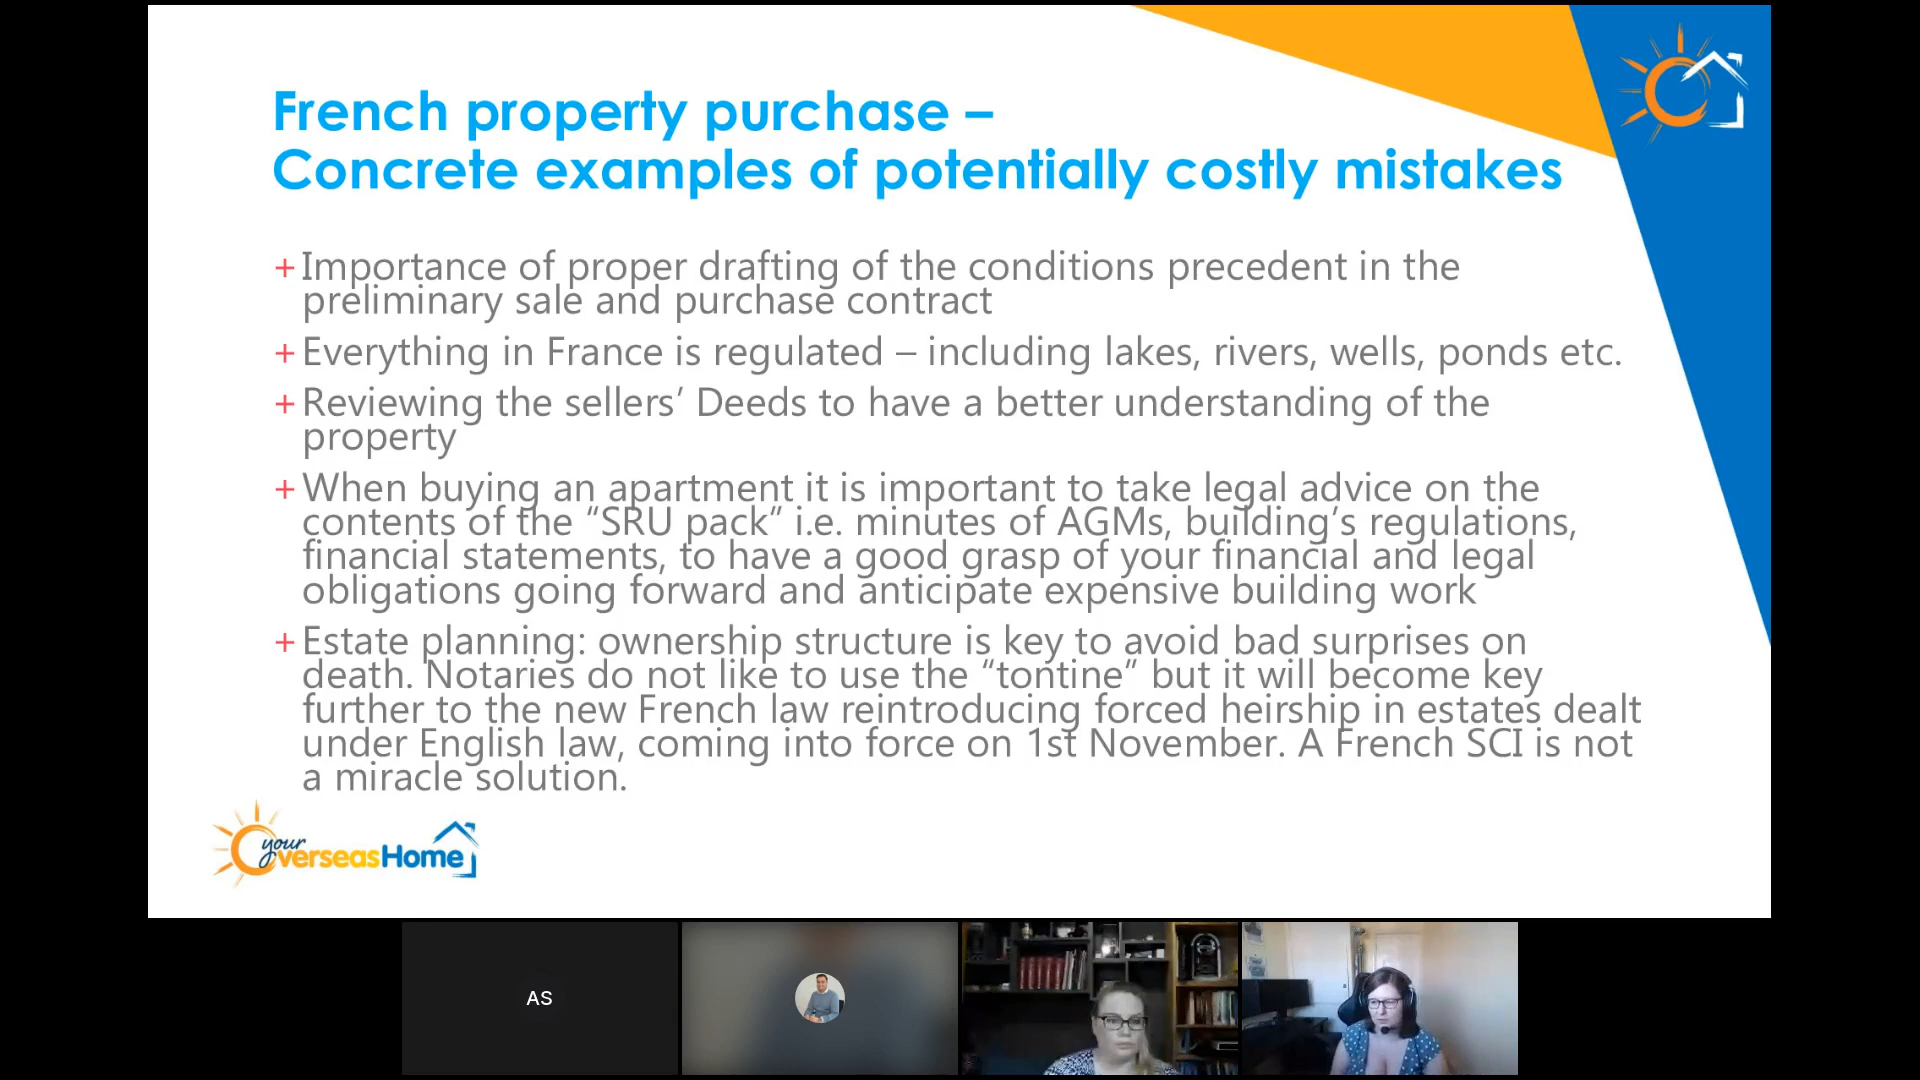 French property purchase –
Concrete examples of potentially costly mistakes
+ Importance of proper drafting of the conditions precedent in the
preliminary sale and purchase contract
+ Everything in France is regulated – including lakes, rivers, wells, ponds etc.
+ Reviewing the sellers’ Deeds to have a better understanding of the
property
+ When buying an apartment it is important to take legal advice on the
contents of the “SRU pack” i.e. minutes of AGMs, building’s regulations,
financial statements, to have a good grasp of your financial and legal
obligations going forward and anticipate expensive building work
+ Estate planning: ownership structure is key to avoid bad surprises on
death. Notaries do not like to use the “tontine” but it will become key
further to the new French law reintroducing forced heirship in estates dealt
under English law, coming into force on 1st November. A French SCI is not
a miracle solution.
your
OverseasHome
AS